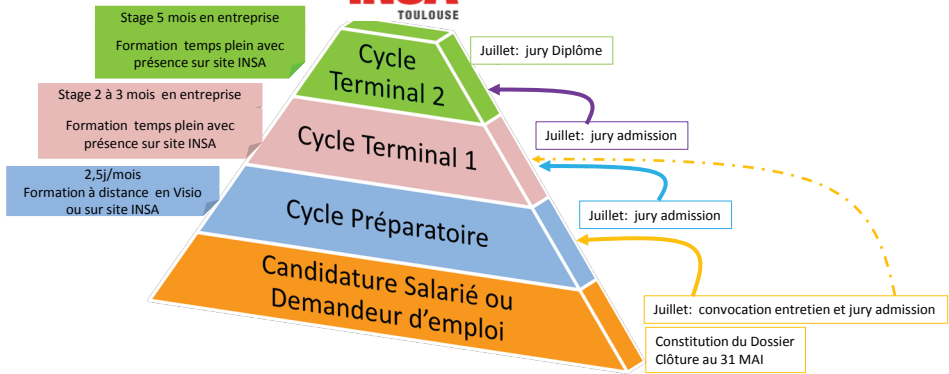 INSA
TOULOUSE
Stage 5 mois en entreprise
Formation temps plein avec
présence sur site INSA
Cycle
Terminal 2
Juillet: jury Diplôme
Stage 2 à 3 mois en entreprise
Formation temps plein avec
présence sur site INSA
Cycle Terminal 1
Juillet: jury admission
2,5j/mois
Formation à distance en Visio
ou sur site INSA
Cycle Préparatoire
Juillet: jury admission
Candidature Salarié ou
Demandeur d'emploi
Juillet: convocation entretien et jury admission
Constitution du Dossier
Clôture au 31 MAI